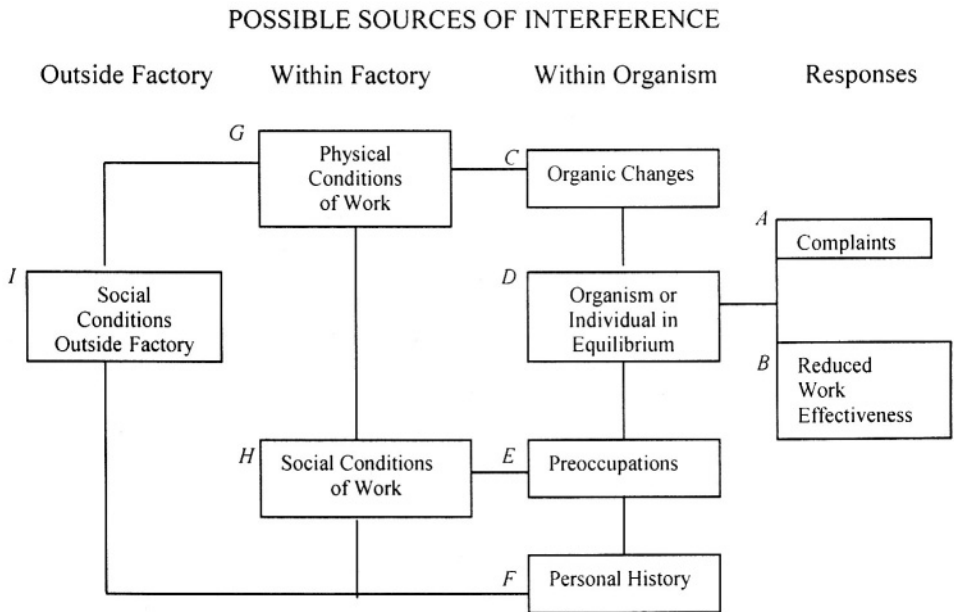 POSSIBLE SOURCES OF INTERFERENCE
Outside Factory
Within Factory
Within Organism
Responses
G
Physical
Conditions
of Work
C
Organic Changes
A
Complaints
I
Social
Conditions
Outside Factory
D
Organism or
Individual in
Equilibrium
B
Reduced
Work
Effectiveness
H
Social Conditions
of Work
E
Preoccupations
F
Personal History